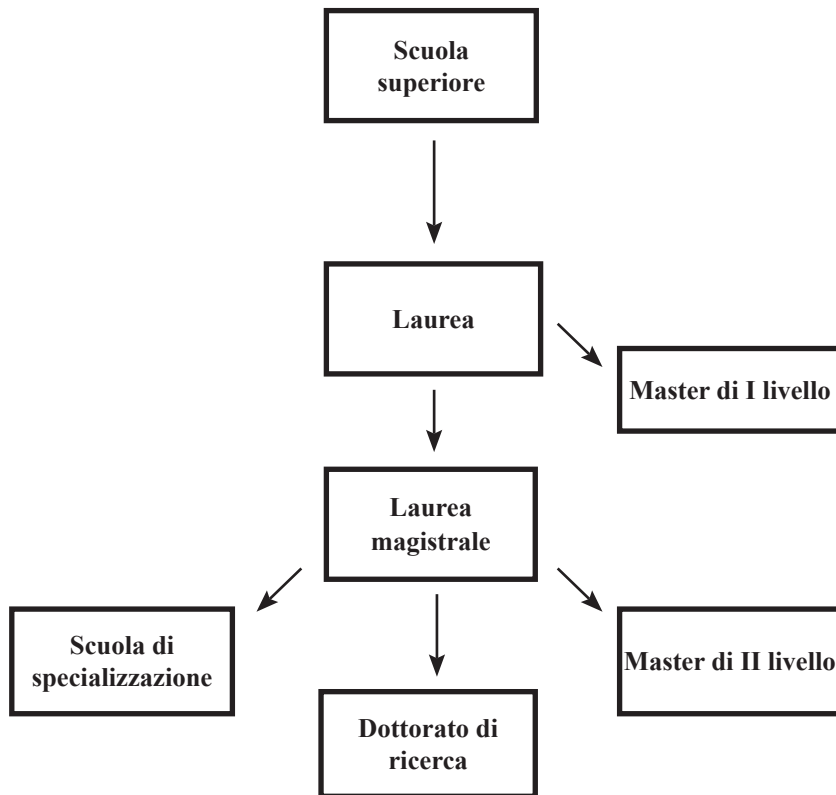 Scuola
superiore
Laurea
Master di I livello
Laurea
magistrale
Scuola di
specializzazione
Master di II livello
Dottorato di
ricerca